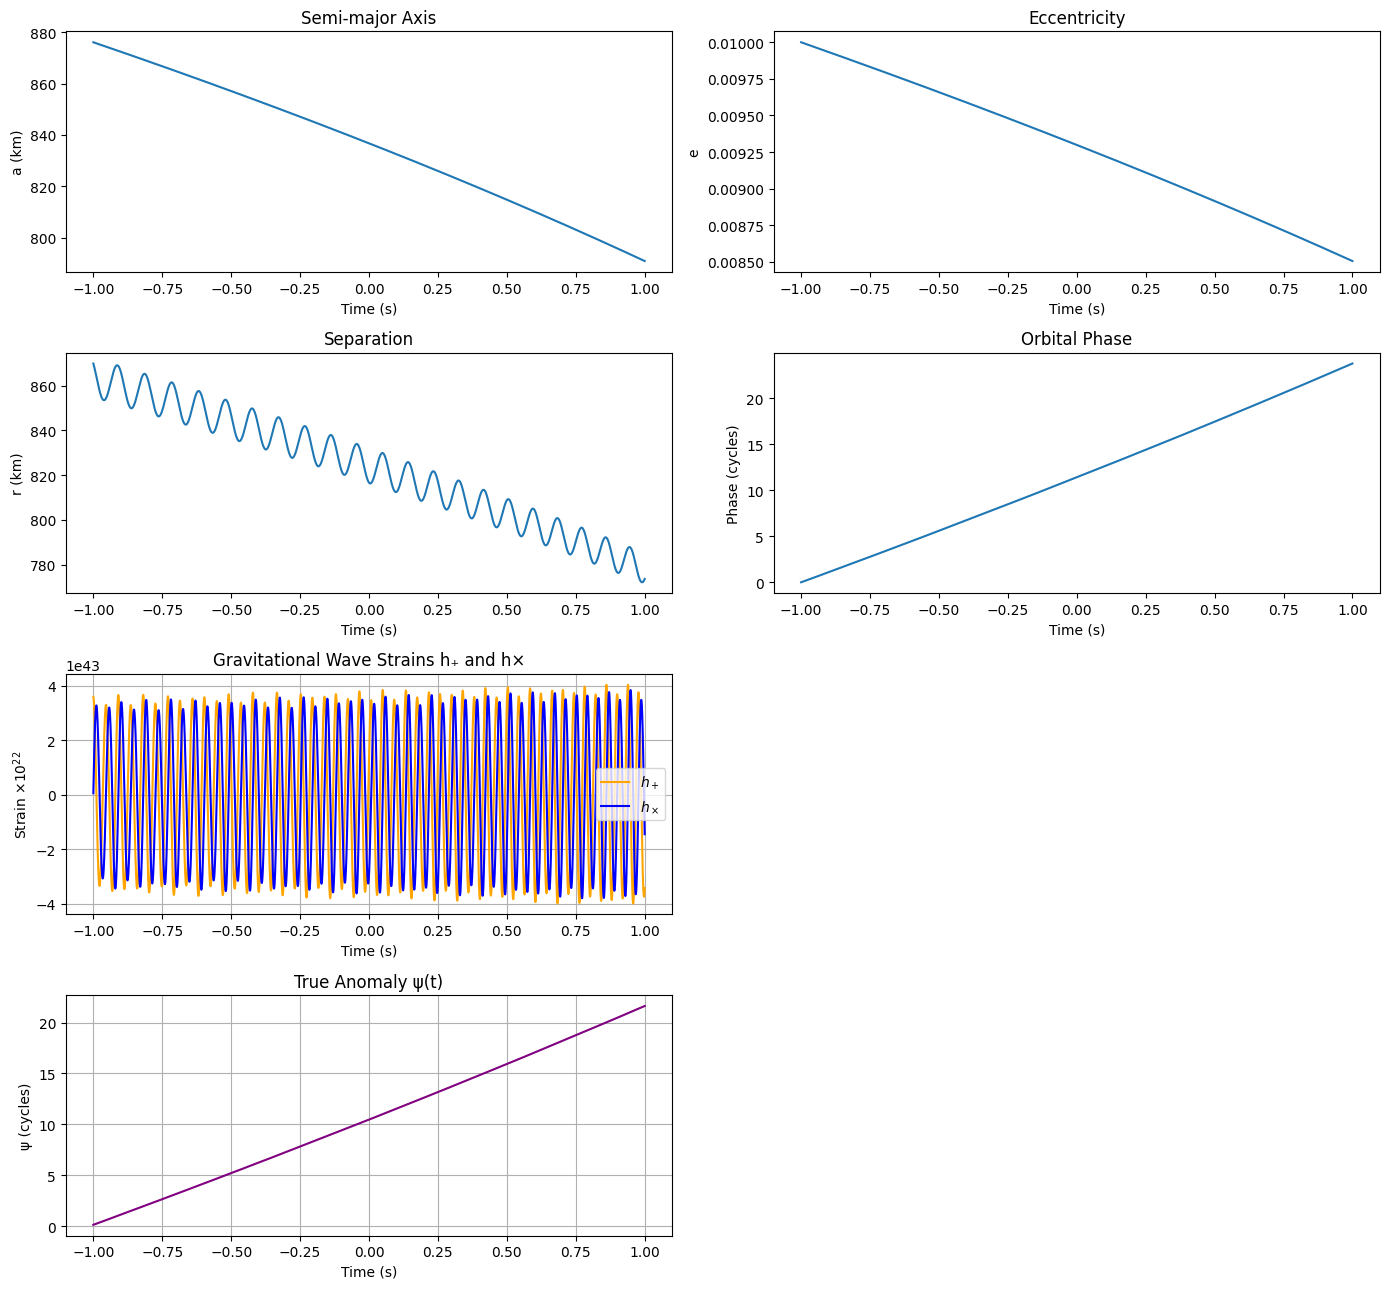 Semi-major Axis
a (km)
880
860
840
820
800
−1.00 −0.75 −0.50 −0.25 0.00 0.25 0.50 0.75 1.00
Time (s)
Eccentricity
e
0.01000
0.00975
0.00950
0.00925
0.00900
0.00875
0.00850
−1.00 −0.75 −0.50 −0.25 0.00 0.25 0.50 0.75 1.00
Time (s)
Separation
r (km)
860
840
820
800
780
−1.00 −0.75 −0.50 −0.25 0.00 0.25 0.50 0.75 1.00
Time (s)
Orbital Phase
Phase (cycles)
20
15
10
5
0
−1.00 −0.75 −0.50 −0.25 0.00 0.25 0.50 0.75 1.00
Time (s)
Gravitational Wave Strains h₊ and h×
1e43
Strain ×10²²
4
2
0
−2
−4
h₊
h×
−1.00 −0.75 −0.50 −0.25 0.00 0.25 0.50 0.75 1.00
Time (s)
True Anomaly ψ(t)
ψ (cycles)
20
15
10
5
0
−1.00 −0.75 −0.50 −0.25 0.00 0.25 0.50 0.75 1.00
Time (s)